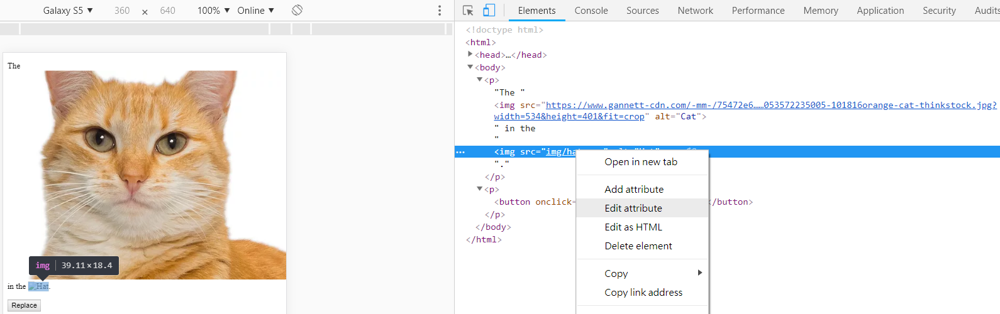 Galaxy S5 ▼ 360 × 640 100% ▼ Online ▼
Elements Console Sources Network Performance Memory Application Security Audits
The
img 39.11 × 18.4
in the Hat.
Replace
<!doctype html>
<html>
<head>…</head>
<body>
<p>
"The "
<img src="https://www.gannett-cdn.com/-mm-/75472e6……053572235005-101816orange-cat-thinkstock.jpg?
width=534&height=401&fit=crop" alt="Cat">
" in the
"
<img src="img/ha
"."
</p>
<p>
<button onclick= </button>
</p>
</body>
</html>
Open in new tab
Add attribute
Edit attribute
Edit as HTML
Delete element
Copy
Copy link address